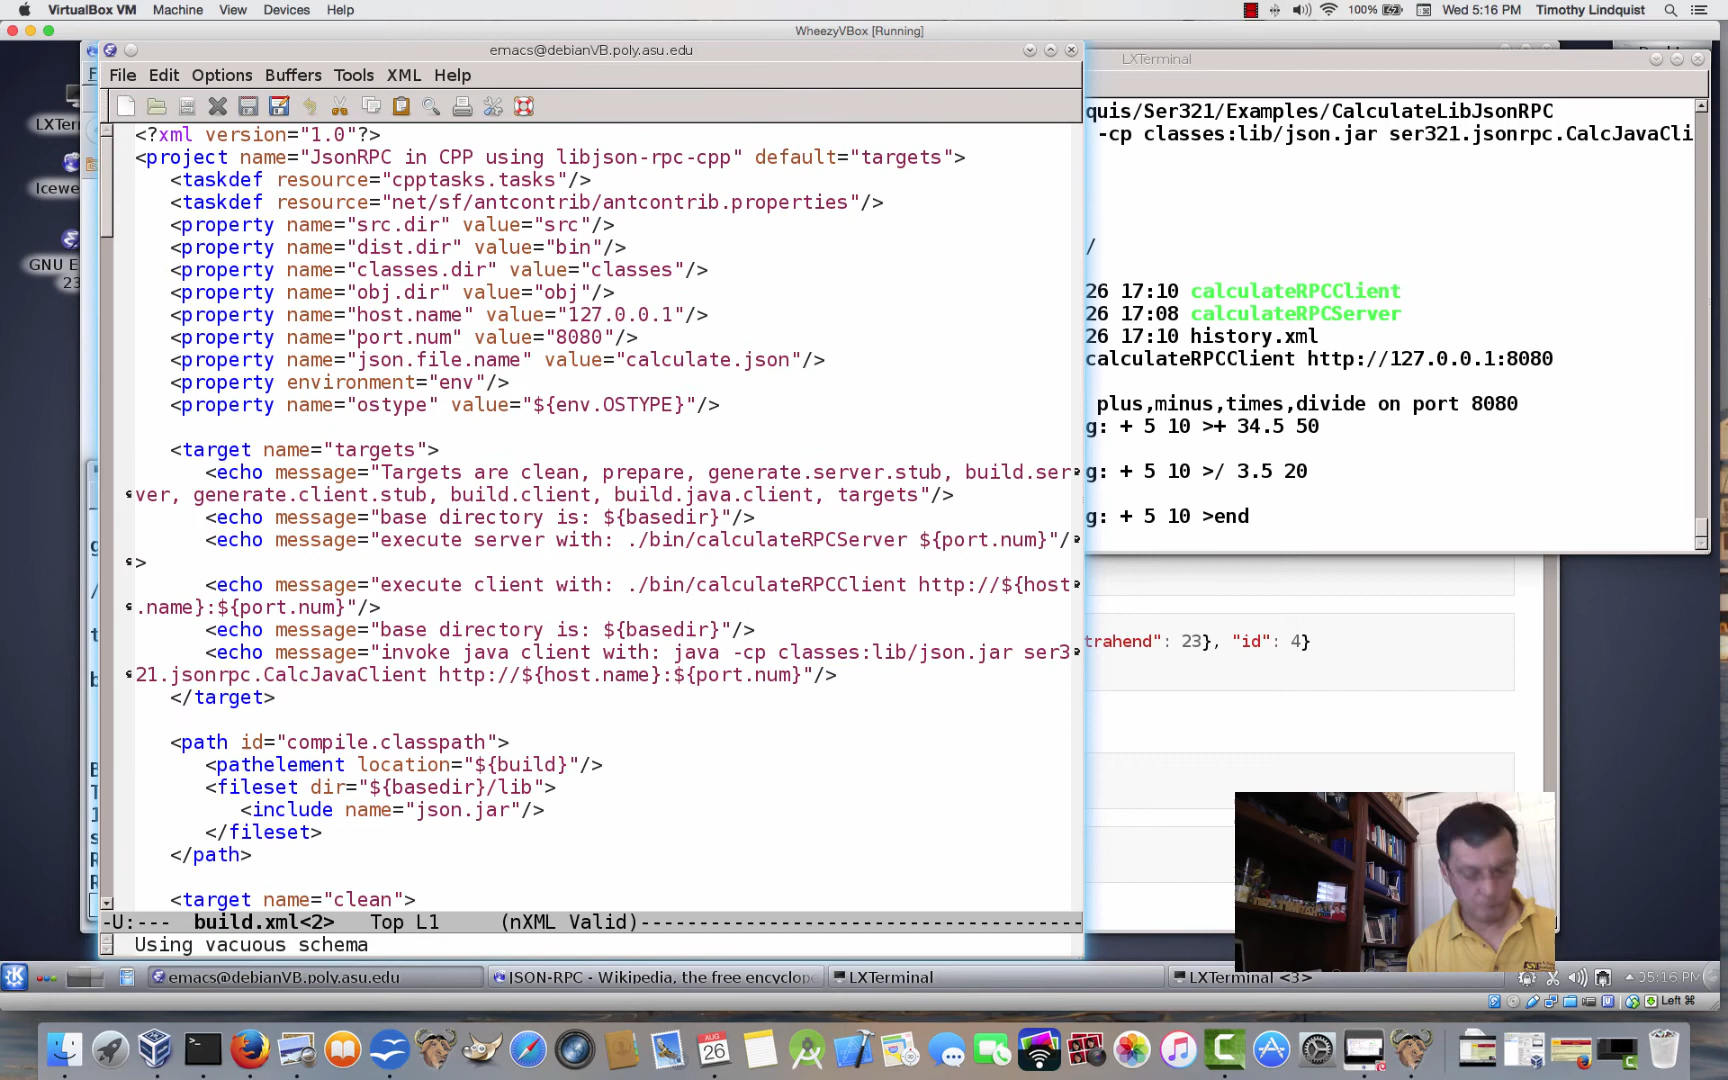 VirtualBox VM Machine View Devices Help
100% Wed 5:16 PM Timothy Lindquist
WheezyVBox [Running]
emacs@debianVB.poly.asu.edu
File Edit Options Buffers Tools XML Help
<?xml version="1.0"?>
<project name="JsonRPC in CPP using libjson-rpc-cpp" default="targets">
<taskdef resource="cpptasks.tasks"/>
<taskdef resource="net/sf/antcontrib/antcontrib.properties"/>
<property name="src.dir" value="src"/>
<property name="dist.dir" value="bin"/>
<property name="classes.dir" value="classes"/>
<property name="obj.dir" value="obj"/>
<property name="host.name" value="127.0.0.1"/>
<property name="port.num" value="8080"/>
<property name="json.file.name" value="calculate.json"/>
<property environment="env"/>
<property name="ostype" value="${env.OSTYPE}"/>
<target name="targets">
<echo message="Targets are clean, prepare, generate.server.stub, build.ser
ver, generate.client.stub, build.client, build.java.client, targets"/>
<echo message="base directory is: ${basedir}"/>
<echo message="execute server with: ./bin/calculateRPCServer ${port.num}"/
>
<echo message="execute client with: ./bin/calculateRPCClient http://${host
.name}:${port.num}"/>
<echo message="base directory is: ${basedir}"/>
<echo message="invoke java client with: java -cp classes:lib/json.jar ser3
21.jsonrpc.CalcJavaClient http://${host.name}:${port.num}"/>
</target>
<path id="compile.classpath">
<pathelement location="${build}"/>
<fileset dir="${basedir}/lib">
<include name="json.jar"/>
</fileset>
</path>
<target name="clean">
-U:--- build.xml<2> Top L1 (nXML Valid)
Using vacuous schema
LXTerminal
quis/Ser321/Examples/CalculateLibJsonRPC
-cp classes:lib/json.jar ser321.jsonrpc.CalcJavaCli
/
26 17:10 calculateRPCClient
26 17:08 calculateRPCServer
26 17:10 history.xml
calculateRPCClient http://127.0.0.1:8080
plus,minus,times,divide on port 8080
g: + 5 10 >+ 34.5 50
g: + 5 10 >/ 3.5 20
g: + 5 10 >end
trahend": 23}, "id": 4}
LXTer
Icewe
GNU E
23
emacs@debianVB.poly.asu.edu JSON-RPC - Wikipedia, the free encyclo LXTerminal LXTerminal <3> 05:16 PM
Left ⌘
AUG
26